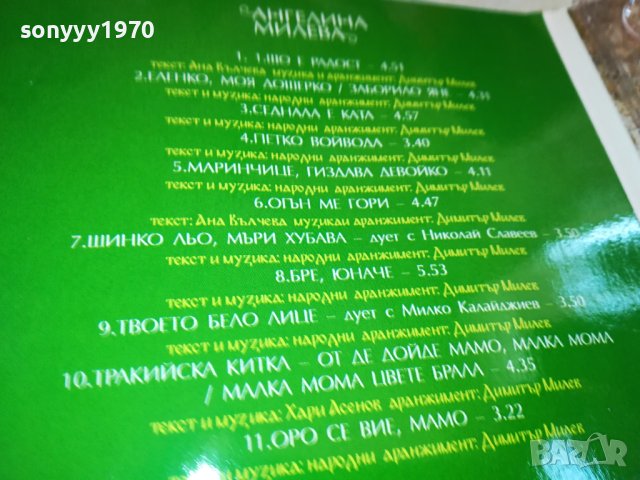 sonyyy1970
АНГЕЛИНА
МИЛЕВА
1. ЩО Е РАДОСТ – 4.51
текст: Ана Вълчева музика и аранжимент: Димитър Милев
2. ЕЛЕНКО, МОЯ ДОЩЕРКО / ЗАБОРИЛО ЯНЕ – 4.35
текст и музика: народни аранжимент: Димитър Милев
3. СЕДНАЛА Е КАТА – 4.57
текст и музика: народни аранжимент: Димитър Милев
4. ПЕТКО ВОЙВОДА – 3.40
текст и музика: народни аранжимент: Димитър Милев
5. МАРИНЧИЦЕ, ГИЗДАВА ДЕВОЙКО – 4.11
текст и музика: народни аранжимент: Димитър Милев
6. ОГЪН МЕ ГОРИ – 4.47
текст: Ана Вълчева музикаи аранжимент: Димитър Милев
7. ШИНКО ЛЬО, МЪРИ ХУБАВА – дует с Николай Славеев – 3.50
текст и музика: народни аранжимент: Димитър Милев
8. БРЕ, ЮНАЧЕ – 5.53
текст и музика: народни аранжимент: Димитър Милев
9. ТВОЕТО БЕЛО ЛИЦЕ – дует с Милко Калайджиев – 3.50
текст и музика: народни аранжимент: Димитър Милев
10. ТРАКИЙСКА КИТКА – ОТ ДЕ ДОЙДЕ МАМО, МАЛКА МОМА
/ МАЛКА МОМА ЦВЕТЕ БРАЛА – 4.35
текст и музика: Хари Асенов аранжимент: Димитър Милев
11. ОРО СЕ ВИЕ, МАМО – 3.22
текст и музика: народни аранжимент: Димитър Милев
BAZAR
bg